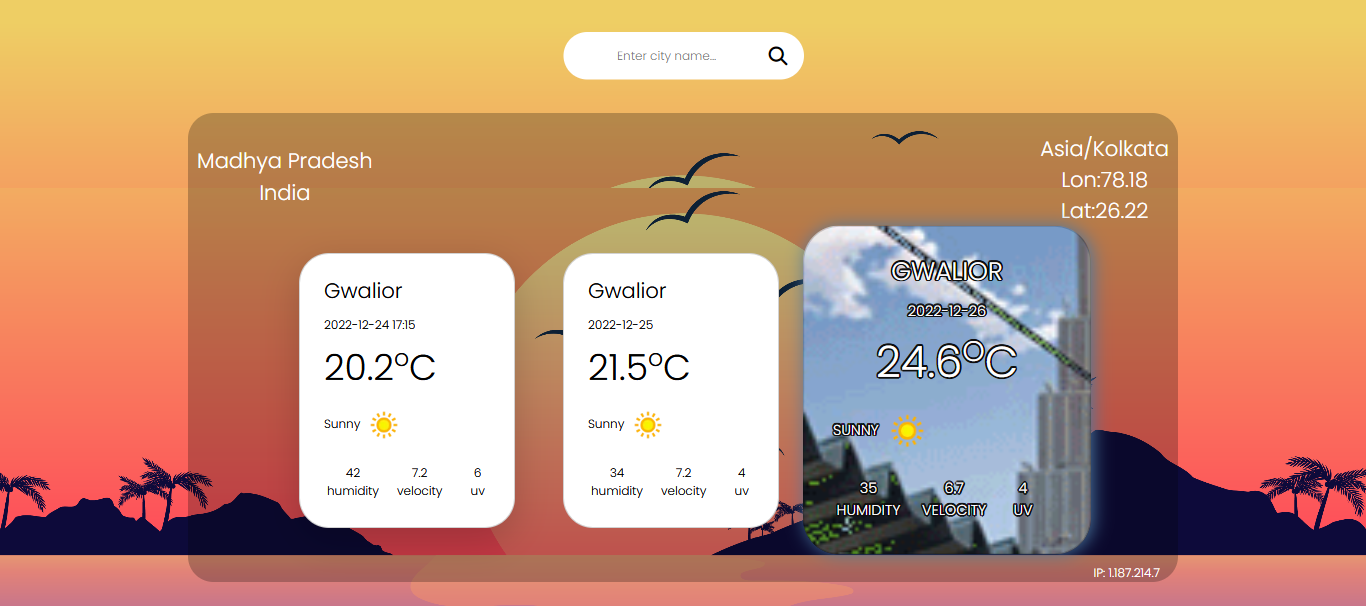 Enter city name...
Madhya Pradesh
India
Asia/Kolkata
Lon:78.18
Lat:26.22
Gwalior
2022-12-24 17:15
20.2°C
Sunny
42 7.2 6
humidity velocity uv
Gwalior
2022-12-25
21.5°C
Sunny
34 7.2 4
humidity velocity uv
GWALIOR
2022-12-26
24.6°C
SUNNY
35 6.7 4
HUMIDITY VELOCITY UV
IP: 1.187.214.7